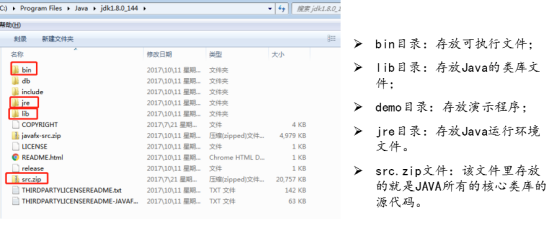 C:) ▸ Program Files ▸ Java ▸ jdk1.8.0_144 ▸
搜索 jdk1.8.0_1
帮助(H)
刻录 新建文件夹
名称 修改日期 类型 大小
bin 2017\10\11 星期... 文件夹
db 2017\10\11 星期... 文件夹
include 2017\10\11 星期... 文件夹
jre 2017\10\11 星期... 文件夹
lib 2017\10\11 星期... 文件夹
COPYRIGHT 2017\7\21 星期... 文件 4 KB
javafx-src.zip 2017\10\11 星期... 压缩(zipped)文件... 4,979 KB
LICENSE 2017\10\11 星期... 文件 1 KB
README.html 2017\10\11 星期... Chrome HTML D... 1 KB
release 2017\10\11 星期... 文件 1 KB
src.zip 2017\7\21 星期... 压缩(zipped)文件... 20,757 KB
THIRDPARTYLICENSEREADME.txt 2017\10\11 星期... TXT 文件 142 KB
THIRDPARTYLICENSEREADME-JAVAF... 2017\10\11 星期... TXT 文件 63 KB
➢ bin目录：存放可执行文件；
➢ lib目录：存放Java的类库文
件；
➢ demo目录：存放演示程序；
➢ jre目录：存放Java运行环境
文件。
➢ src.zip文件：该文件里存放
的就是JAVA所有的核心类库的
源代码。